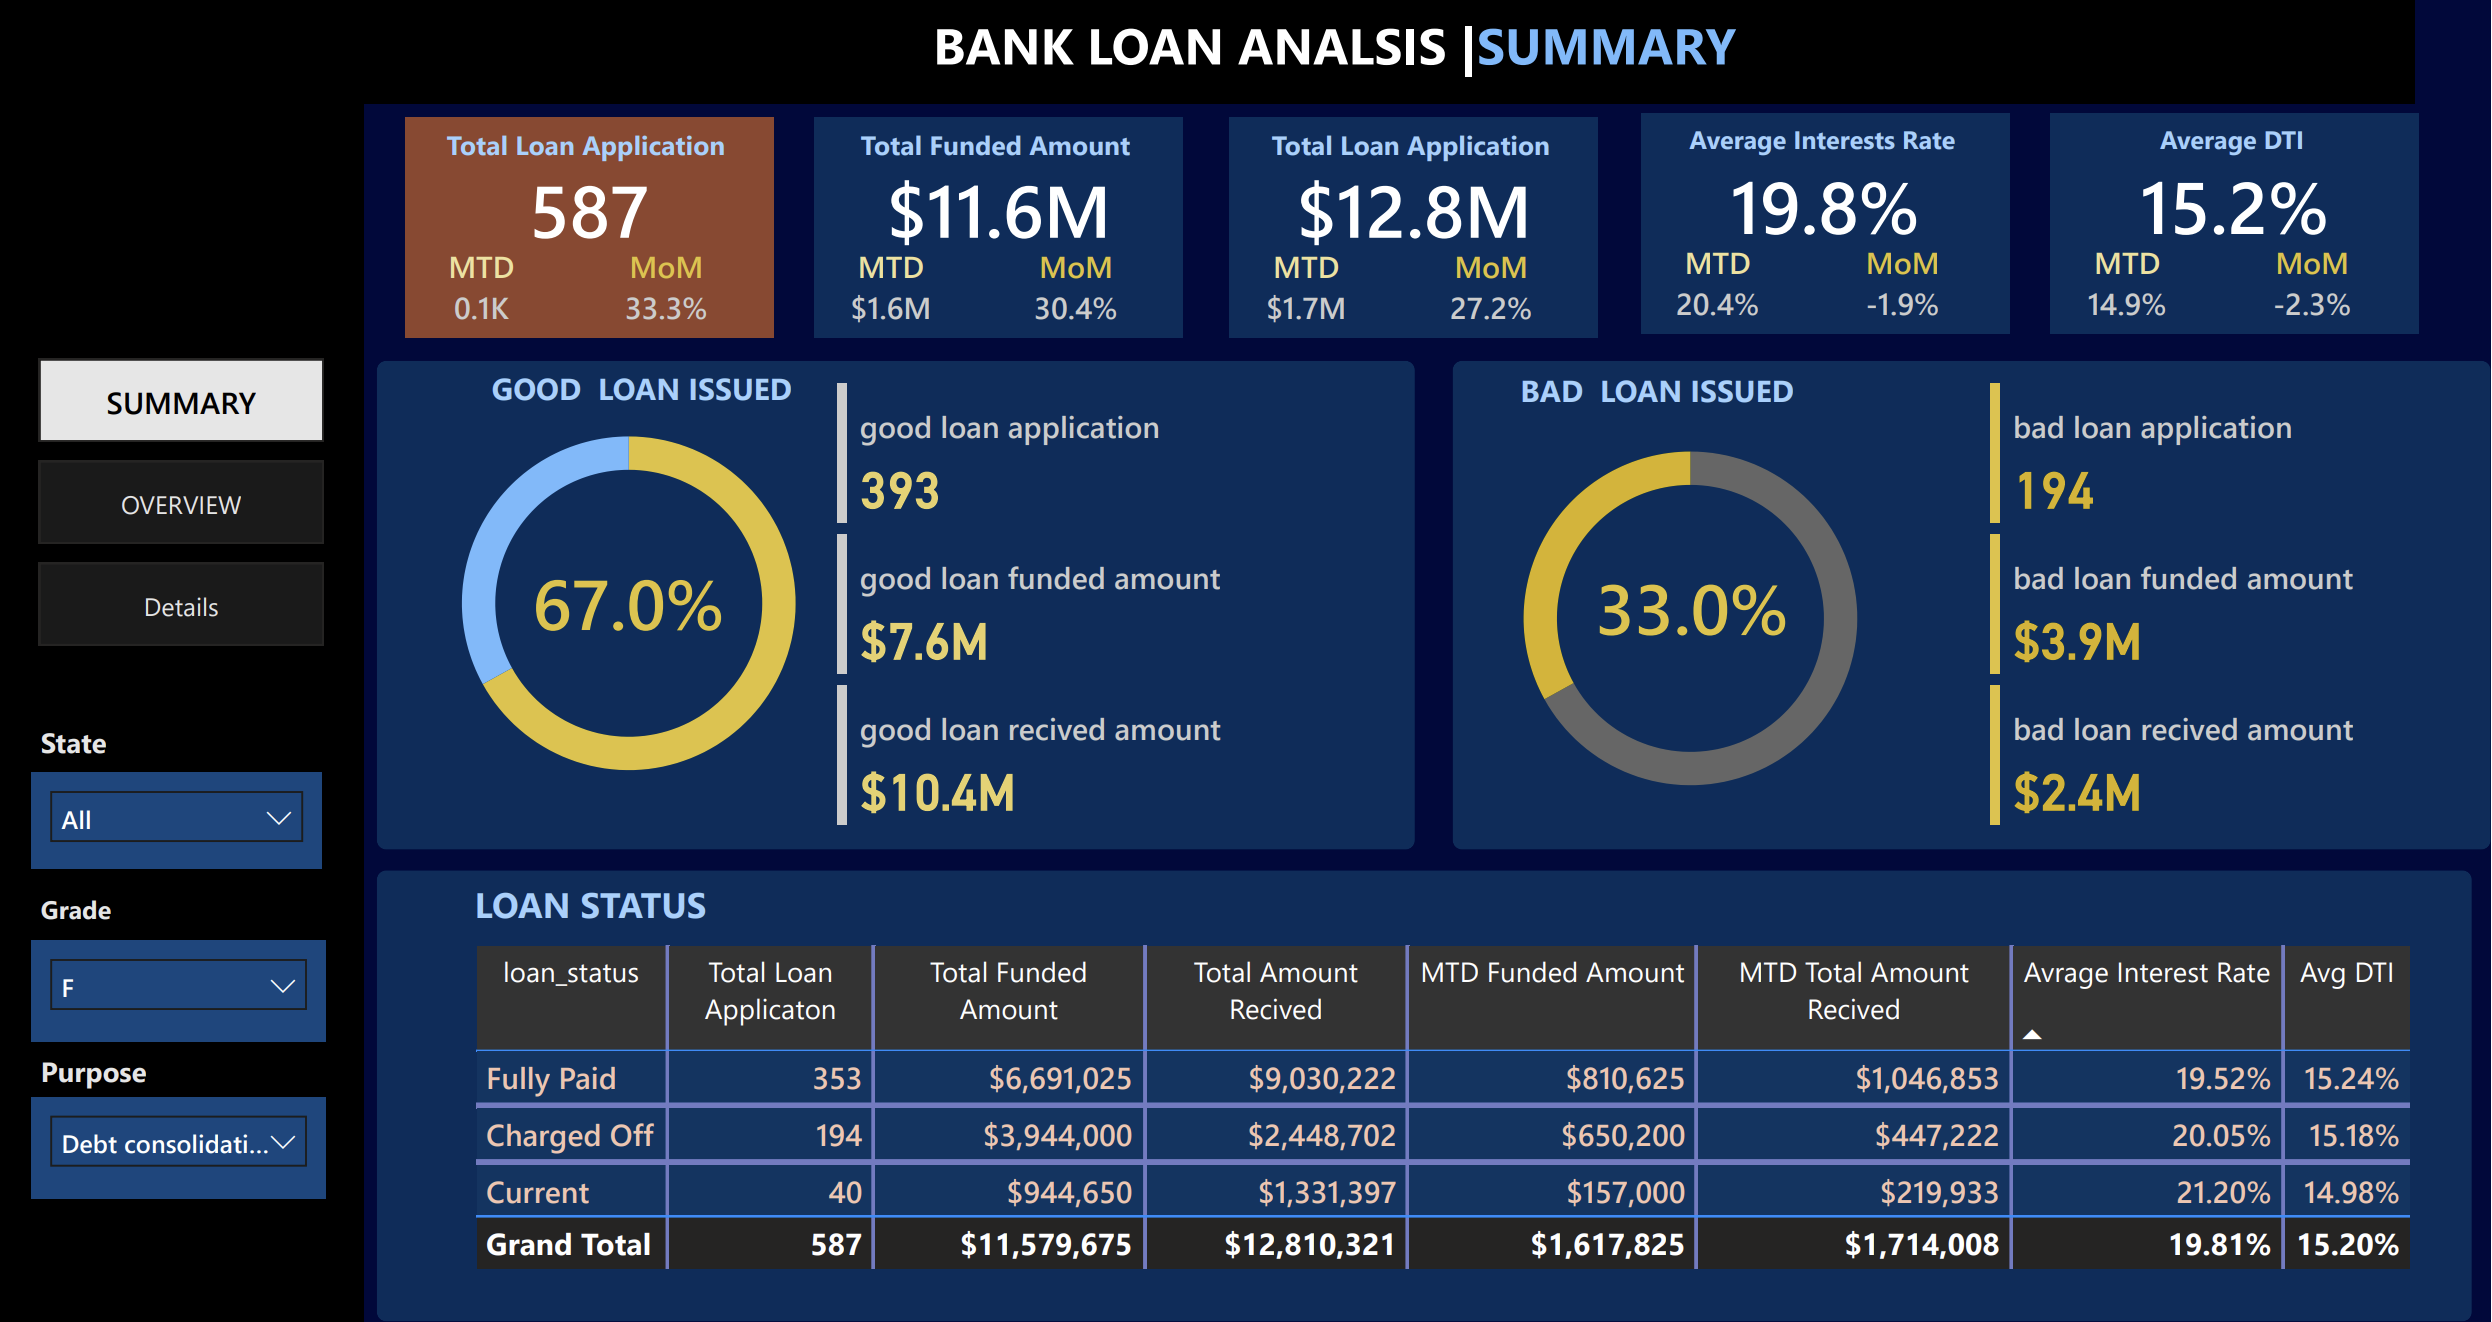 BANK LOAN ANALSIS |SUMMARY
Total Loan Application
587
MTD MoM
0.1K 33.3%
Total Funded Amount
$11.6M
MTD MoM
$1.6M 30.4%
Total Loan Application
$12.8M
MTD MoM
$1.7M 27.2%
Average Interests Rate
19.8%
MTD MoM
20.4% -1.9%
Average DTI
15.2%
MTD MoM
14.9% -2.3%
SUMMARY
OVERVIEW
Details
State
All
Grade
F
Purpose
Debt consolidati...
GOOD LOAN ISSUED
67.0%
good loan application
393
good loan funded amount
$7.6M
good loan recived amount
$10.4M
BAD LOAN ISSUED
33.0%
bad loan application
194
bad loan funded amount
$3.9M
bad loan recived amount
$2.4M
LOAN STATUS
loan_status Total Loan Total Funded Total Amount MTD Funded Amount MTD Total Amount Avrage Interest Rate Avg DTI
Applicaton Amount Recived Recived
Fully Paid 353 $6,691,025 $9,030,222 $810,625 $1,046,853 19.52% 15.24%
Charged Off 194 $3,944,000 $2,448,702 $650,200 $447,222 20.05% 15.18%
Current 40 $944,650 $1,331,397 $157,000 $219,933 21.20% 14.98%
Grand Total 587 $11,579,675 $12,810,321 $1,617,825 $1,714,008 19.81% 15.20%